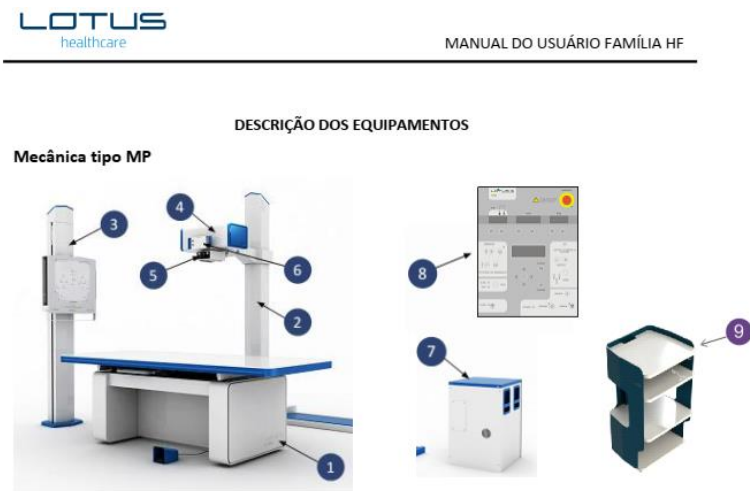 LOTUS
healthcare
MANUAL DO USUÁRIO FAMÍLIA HF
DESCRIÇÃO DOS EQUIPAMENTOS
Mecânica tipo MP
3
4
5
6
2
1
8
7
9